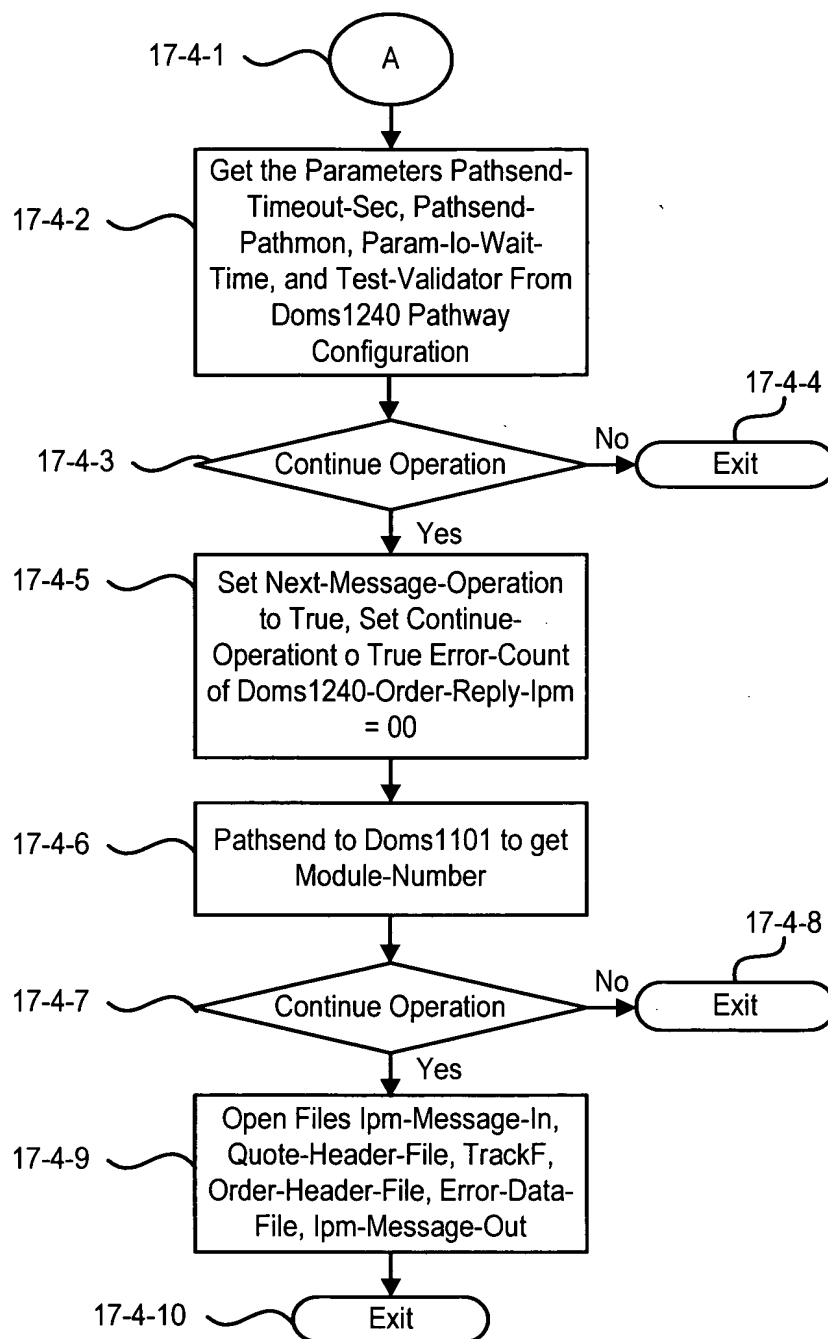 17-4-1
A
17-4-2
Get the Parameters Pathsend-
Timeout-Sec, Pathsend-
Pathmon, Param-Io-Wait-
Time, and Test-Validator From
Doms1240 Pathway
Configuration
17-4-3
Continue Operation
No
17-4-4
Exit
Yes
17-4-5
Set Next-Message-Operation
to True, Set Continue-
Operationt o True Error-Count
of Doms1240-Order-Reply-Ipm
= 00
17-4-6
Pathsend to Doms1101 to get
Module-Number
17-4-7
Continue Operation
No
17-4-8
Exit
Yes
17-4-9
Open Files Ipm-Message-In,
Quote-Header-File, TrackF,
Order-Header-File, Error-Data-
File, Ipm-Message-Out
17-4-10
Exit